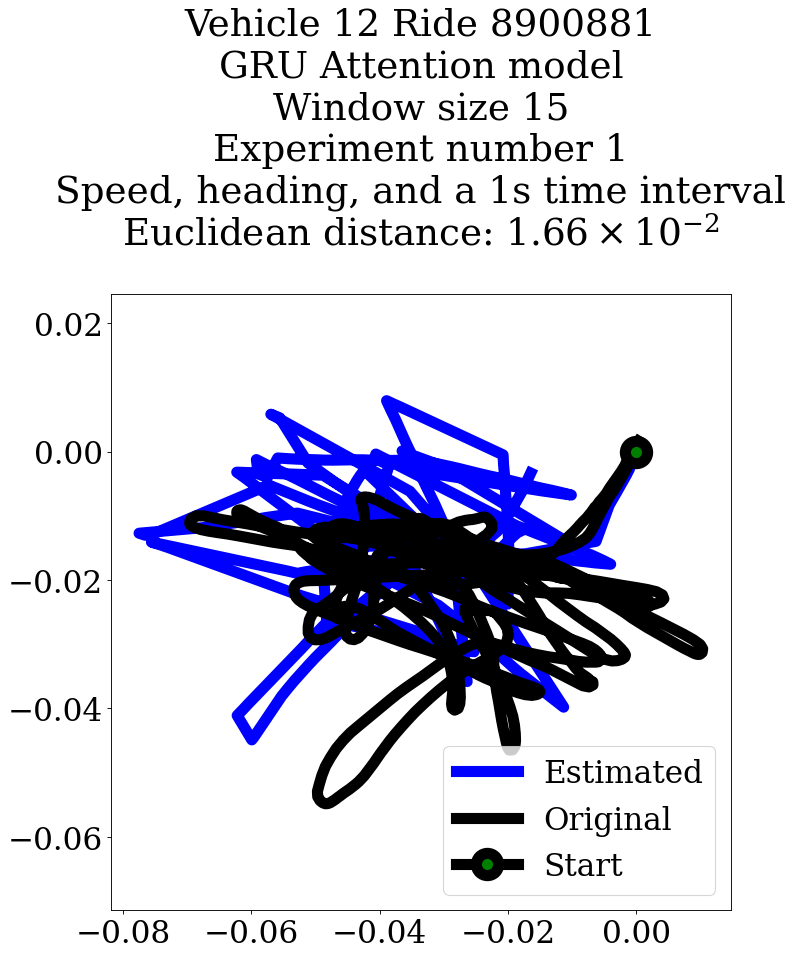 Vehicle 12 Ride 8900881
GRU Attention model
Window size 15
Experiment number 1
Speed, heading, and a 1s time interval
Euclidean distance: 1.66 × 10⁻²
0.02
0.00
−0.02
−0.04
−0.06
Estimated
Original
Start
−0.08 −0.06 −0.04 −0.02 0.00